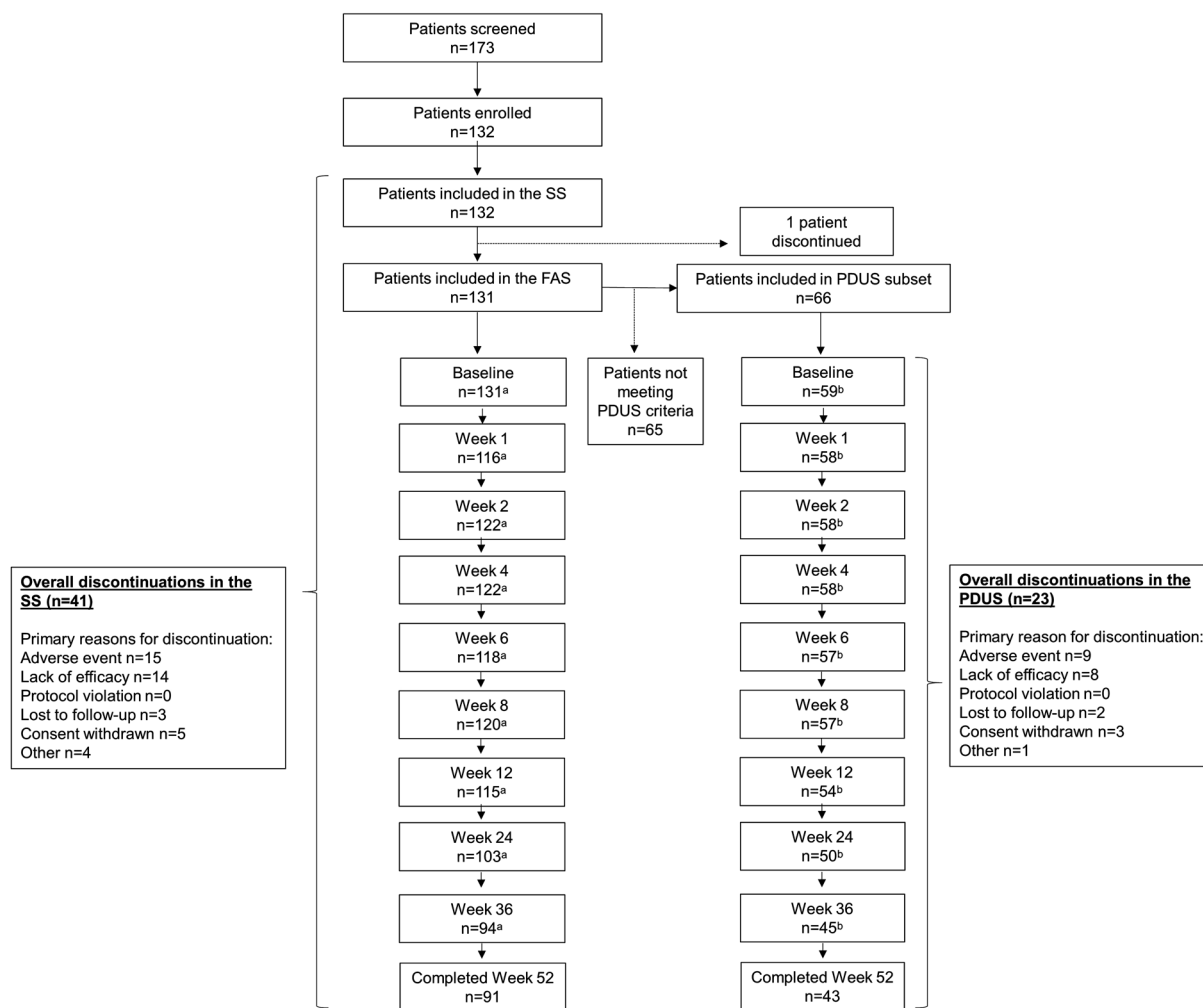 Patients screened
n=173
Patients enrolled
n=132
Patients included in the SS
n=132
1 patient
discontinued
Patients included in the FAS
n=131
Patients included in PDUS subset
n=66
Patients not
meeting
PDUS criteria
n=65
Baseline
n=131ᵃ
Week 1
n=116ᵃ
Week 2
n=122ᵃ
Week 4
n=122ᵃ
Week 6
n=118ᵃ
Week 8
n=120ᵃ
Week 12
n=115ᵃ
Week 24
n=103ᵃ
Week 36
n=94ᵃ
Completed Week 52
n=91
Baseline
n=59ᵇ
Week 1
n=58ᵇ
Week 2
n=58ᵇ
Week 4
n=58ᵇ
Week 6
n=57ᵇ
Week 8
n=57ᵇ
Week 12
n=54ᵇ
Week 24
n=50ᵇ
Week 36
n=45ᵇ
Completed Week 52
n=43
Overall discontinuations in the
SS (n=41)
Primary reasons for discontinuation:
Adverse event n=15
Lack of efficacy n=14
Protocol violation n=0
Lost to follow-up n=3
Consent withdrawn n=5
Other n=4
Overall discontinuations in the
PDUS (n=23)
Primary reason for discontinuation:
Adverse event n=9
Lack of efficacy n=8
Protocol violation n=0
Lost to follow-up n=2
Consent withdrawn n=3
Other n=1